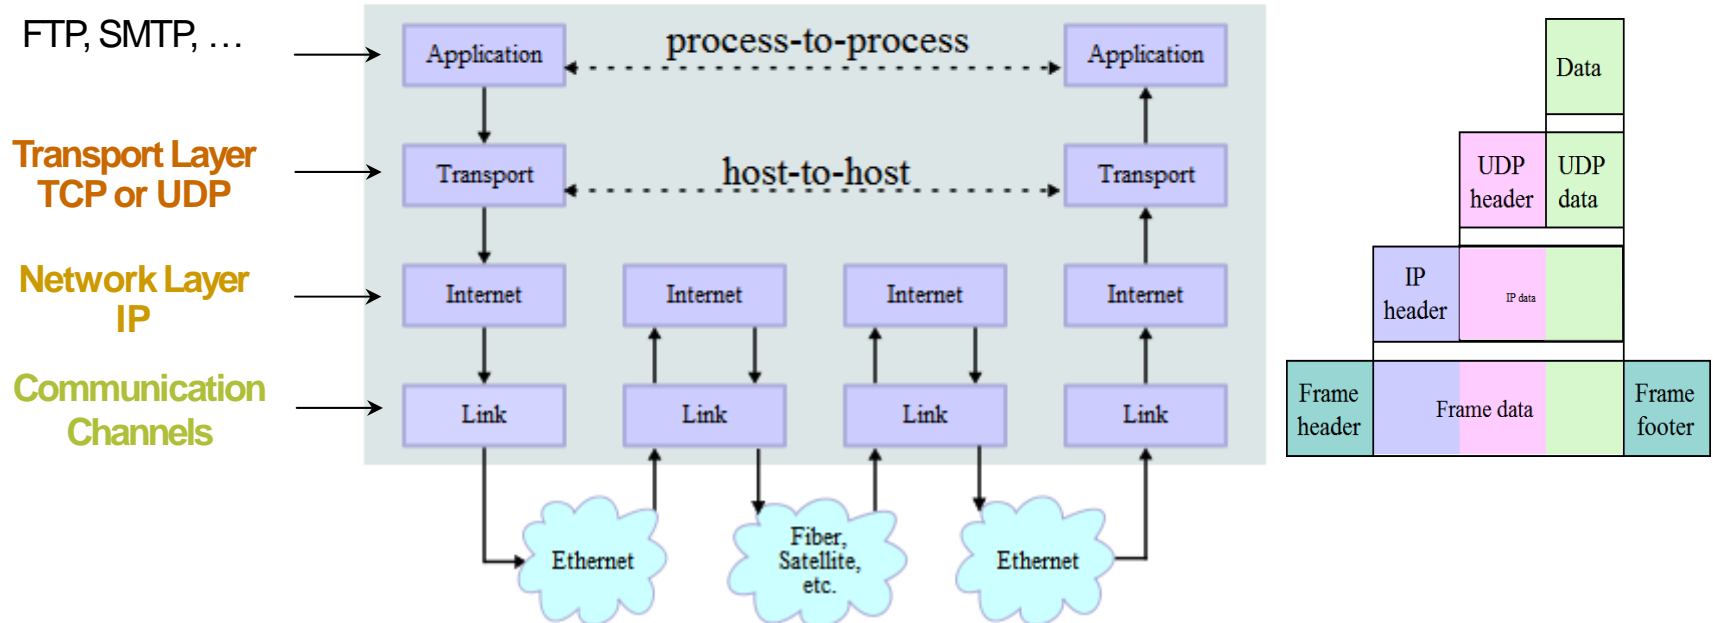 FTP, SMTP, …
Application
process-to-process
Application
Data
Transport Layer
TCP or UDP
Transport
host-to-host
Transport
UDP
header
UDP
data
Network Layer
IP
Internet
Internet
Internet
Internet
IP
header
IP data
Communication
Channels
Link
Link
Link
Link
Frame
header
Frame data
Frame
footer
Ethernet
Fiber,
Satellite,
etc.
Ethernet